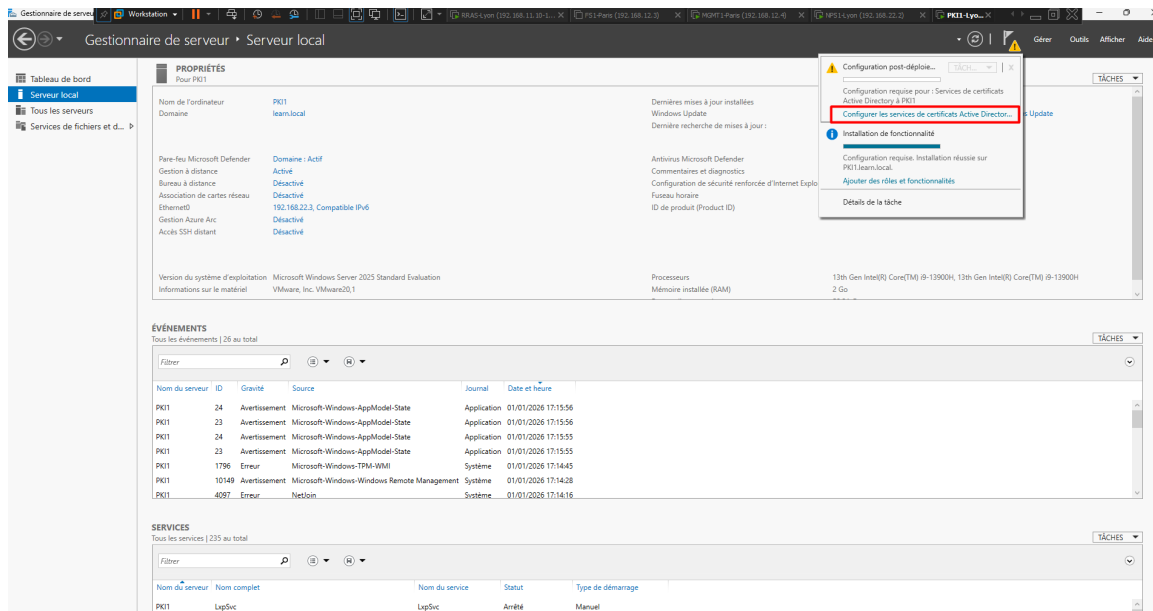 Gestionnaire de serveur
Workstation
RRAS-Lyon (192.168.11.10-1...
PS1-Paris (192.168.12.3)
MGMT1-Paris (192.168.12.4)
NPS1-Lyon (192.168.22.2)
PKI1-Lyo...
Gestionnaire de serveur • Serveur local
Gérer Outils Afficher Aide
Tableau de bord
Serveur local
Tous les serveurs
Services de fichiers et d...
PROPRIÉTÉS
Pour PKI1
TÂCHES
Nom de l'ordinateur PKI1
Domaine learn.local
Dernières mises à jour installées
Windows Update
s Update
Dernière recherche de mises à jour :
Pare-feu Microsoft Defender Domaine : Actif
Gestion à distance Activé
Bureau à distance Désactivé
Association de cartes réseau Désactivé
Ethernet0 192.168.22.3, Compatible IPv6
Gestion Azure Arc Désactivé
Accès SSH distant Désactivé
Antivirus Microsoft Defender
Commentaires et diagnostics
Configuration de sécurité renforcée d'Internet Explo
Fuseau horaire
ID de produit (Product ID)
Version du système d'exploitation Microsoft Windows Server 2025 Standard Evaluation
Informations sur le matériel VMware, Inc. VMware20,1
Processeurs 13th Gen Intel(R) Core(TM) i9-13900H, 13th Gen Intel(R) Core(TM) i9-13900H
Mémoire installée (RAM) 2 Go
Configuration post-déploie...
TÂCH...
X
Configuration requise pour : Services de certificats
Active Directory à PKI1
Configurer les services de certificats Active Director...
Installation de fonctionnalité
Configuration requise. Installation réussie sur
PKI1.learn.local.
Ajouter des rôles et fonctionnalités
Détails de la tâche
ÉVÉNEMENTS
Tous les événements | 26 au total
TÂCHES
Filtrer
Nom du serveur ID Gravité Source Journal Date et heure
PKI1 24 Avertissement Microsoft-Windows-AppModel-State Application 01/01/2026 17:15:56
PKI1 23 Avertissement Microsoft-Windows-AppModel-State Application 01/01/2026 17:15:56
PKI1 24 Avertissement Microsoft-Windows-AppModel-State Application 01/01/2026 17:15:55
PKI1 23 Avertissement Microsoft-Windows-AppModel-State Application 01/01/2026 17:15:55
PKI1 1796 Erreur Microsoft-Windows-TPM-WMI Système 01/01/2026 17:14:45
PKI1 10149 Avertissement Microsoft-Windows-Windows Remote Management Système 01/01/2026 17:14:28
PKI1 4097 Erreur NetJoin Système 01/01/2026 17:14:16
SERVICES
Tous les services | 235 au total
TÂCHES
Filtrer
Nom du serveur Nom complet Nom du service Statut Type de démarrage
PKI1 LxpSvc LxpSvc Arrêté Manuel